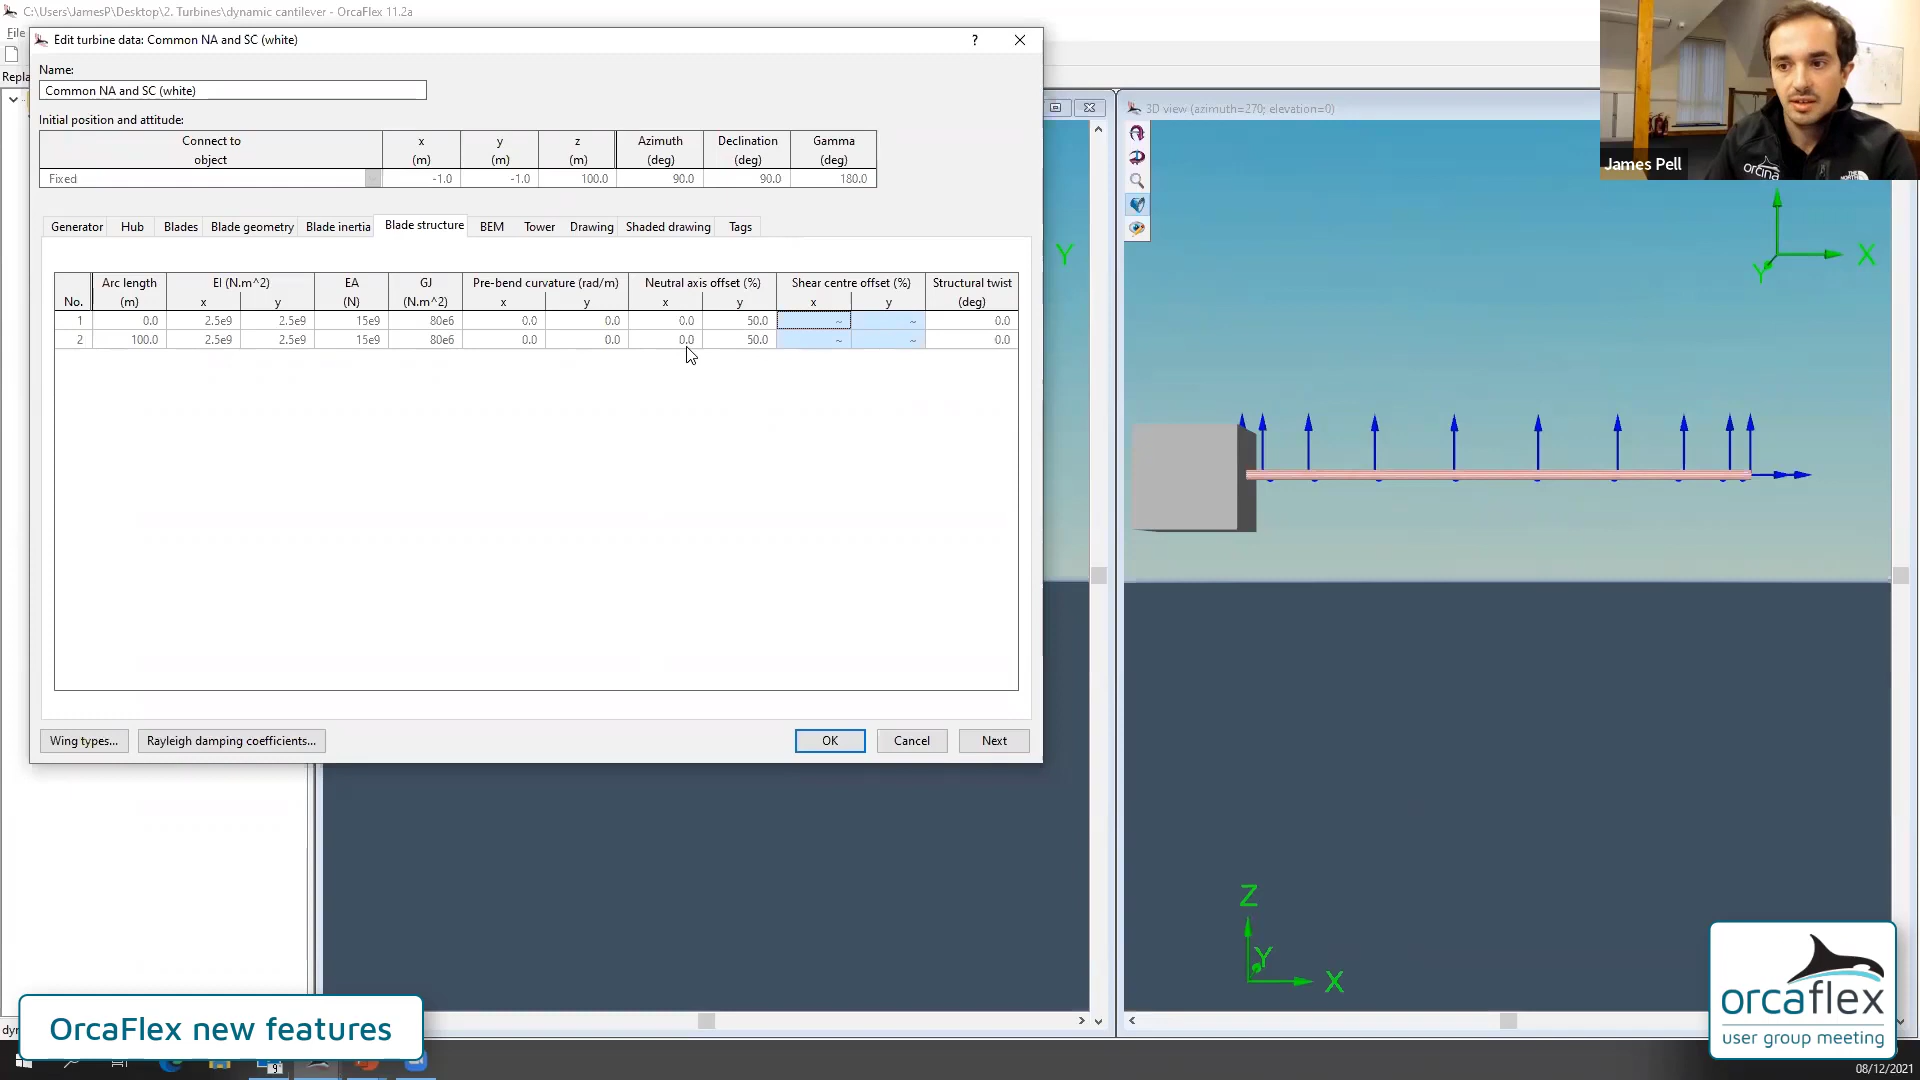 C:\Users\JamesP\Desktop\2. Turbines\dynamic cantilever - OrcaFlex 11.2a
File
Edit turbine data: Common NA and SC (white)
?
Repla
Name:
Common NA and SC (white)
Initial position and attitude:
Connect to object x (m) y (m) z (m) Azimuth (deg) Declination (deg) Gamma (deg)
Fixed -1.0 -1.0 100.0 90.0 90.0 180.0
Generator Hub Blades Blade geometry Blade inertia Blade structure BEM Tower Drawing Shaded drawing Tags
Arc length EI (N.m^2) EA GJ Pre-bend curvature (rad/m) Neutral axis offset (%) Shear centre offset (%) Structural twist
No. (m) x y (N) (N.m^2) x y x y x y (deg)
1 0.0 2.5e9 2.5e9 15e9 80e6 0.0 0.0 0.0 50.0 ~ ~ 0.0
2 100.0 2.5e9 2.5e9 15e9 80e6 0.0 0.0 0.0 50.0 ~ ~ 0.0
Wing types... Rayleigh damping coefficients... OK Cancel Next
Y
3D view (azimuth=270; elevation=0)
James Pell
orcina
THE NORTH
X
Y
Z
Y
X
OrcaFlex new features
orcaflex
user group meeting
dyn
9
08/12/2021